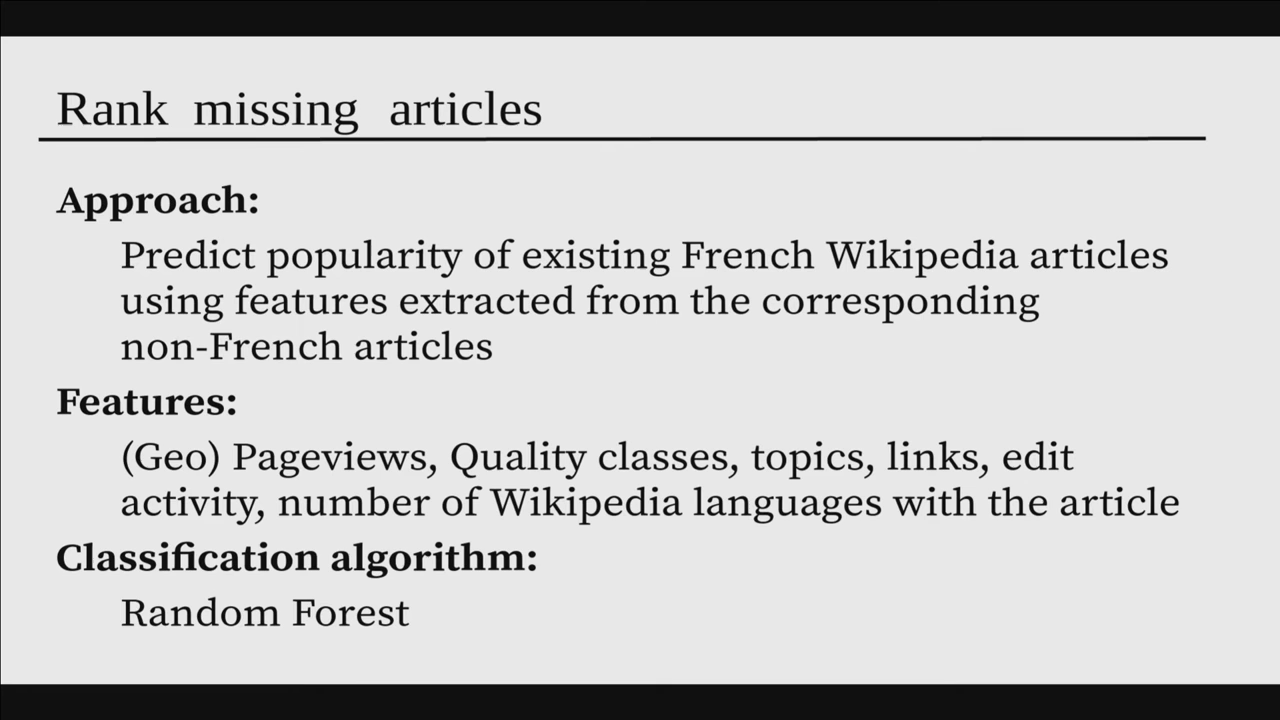 Rank missing articles
Approach:
Predict popularity of existing French Wikipedia articles
using features extracted from the corresponding
non-French articles
Features:
(Geo) Pageviews, Quality classes, topics, links, edit
activity, number of Wikipedia languages with the article
Classification algorithm:
Random Forest